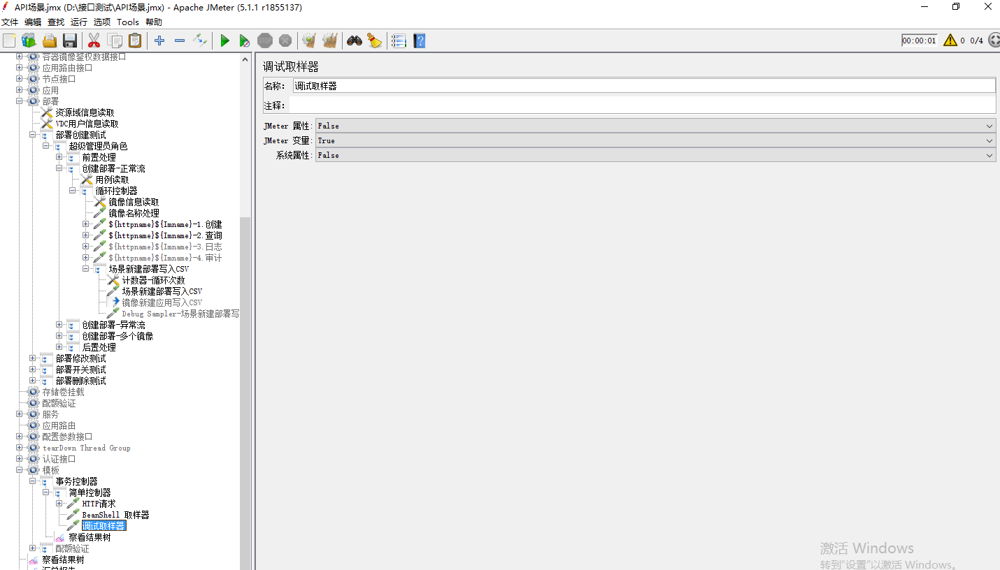 API场景.jmx (D:\接口测试\API场景.jmx) - Apache JMeter (5.1.1 r1855137)
文件 编辑 查找 运行 选项 Tools 帮助
STOP 00:00:01 0 0/4
容器镜像鉴权数据接口
应用路由接口
节点接口
应用
部署
资源域信息读取
VDC用户信息读取
部署创建测试
超级管理员角色
前置处理
创建部署-正常流
用例读取
循环控制器
镜像信息读取
镜像名称处理
${httpname}${Imname}-1.创建
${httpname}${Imname}-2.查询
${httpname}${Imname}-3.日志
${httpname}${Imname}-4.审计
场景新建部署写入CSV
计数器-循环次数
场景新建部署写入CSV
镜像新建应用写入CSV
Debug Sampler-场景新建部署写
创建部署-异常流
创建部署-多个镜像
后置处理
部署修改测试
部署开关测试
部署删除测试
存储卷挂载
配额验证
服务
应用路由
配置参数接口
tearDown Thread Group
认证接口
模板
事务控制器
简单控制器
HTTP请求
BeanShell 取样器
调试取样器
察看结果树
配额验证
察看结果树
汇总报告
调试取样器
名称： 调试取样器
注释：
JMeter 属性: False
JMeter 变量: True
系统属性: False
激活 Windows
转到"设置"以激活 Windows。